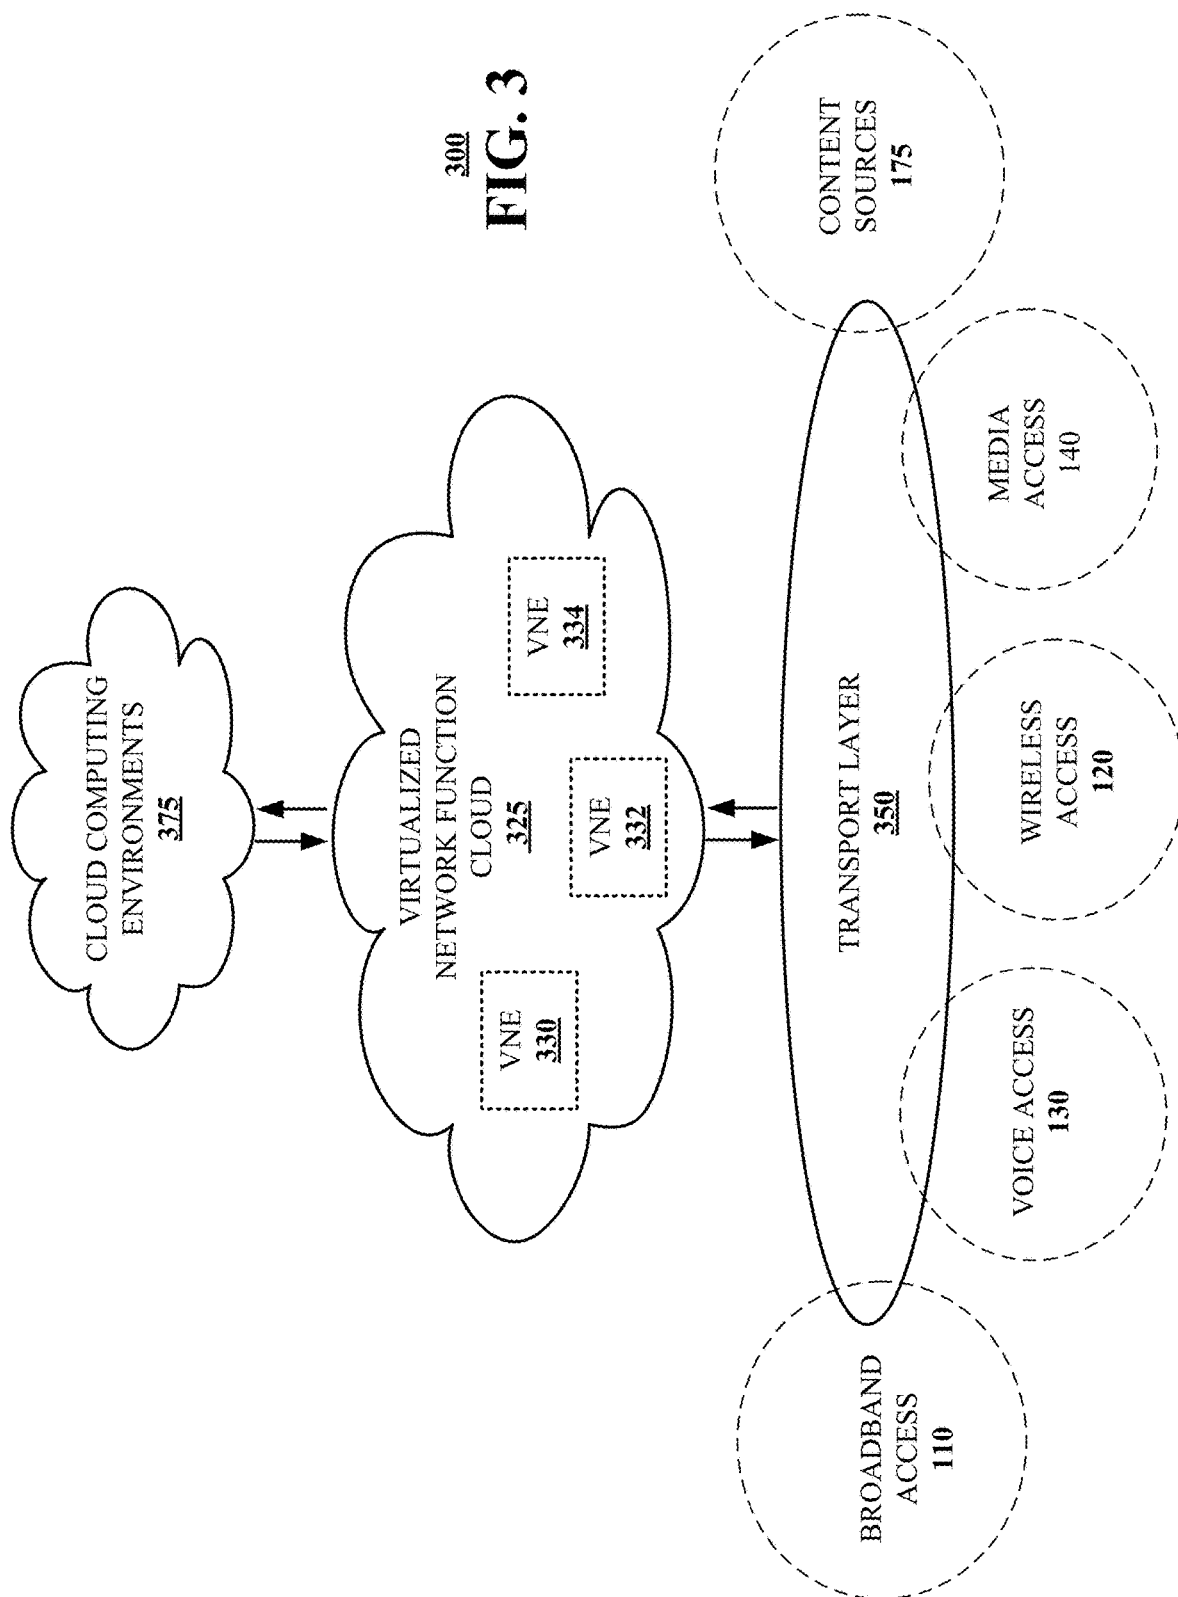 CLOUD COMPUTING
ENVIRONMENTS
375
VIRTUALIZED
NETWORK FUNCTION
CLOUD
325
VNE
330
VNE
332
VNE
334
300
FIG. 3
TRANSPORT LAYER
350
BROADBAND
ACCESS
110
VOICE ACCESS
130
WIRELESS
ACCESS
120
MEDIA
ACCESS
140
CONTENT
SOURCES
175